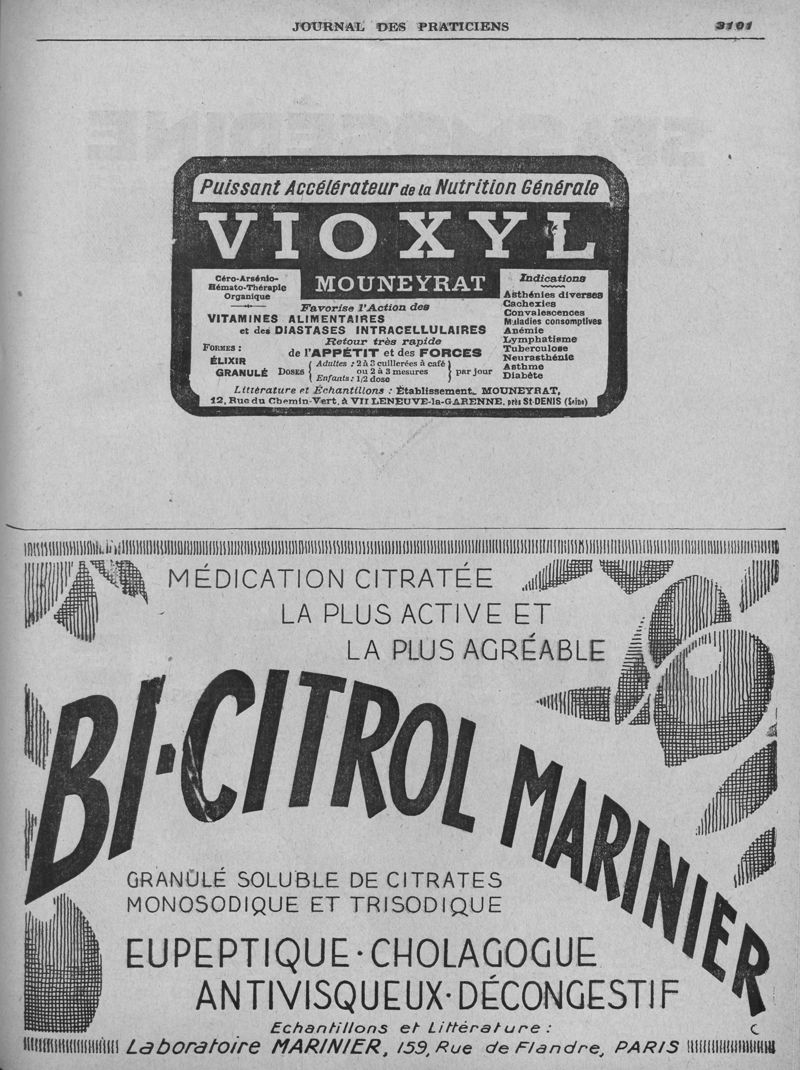 JOURNAL DES PRATICIENS 3101
Puissant Accélérateur de la Nutrition Générale
VIOXYL
MOUNEYRAT
Céro-Arsénio-
Hémato-Thérapie
Organique
Favorise l'Action des
VITAMINES ALIMENTAIRES
et des DIASTASES INTRACELLULAIRES
Retour très rapide
de l'APPÉTIT et des FORCES
FORMES :
ÉLIXIR
GRANULÉ
DOSES { Adultes : 2 à 3 cuillerées à café
ou 2 à 3 mesures
Enfants : 1/2 dose } par jour
Indications
Asthénies diverses
Cachexies
Convalescences
Maladies consomptives
Anémie
Lymphatisme
Tuberculose
Neurasthénie
Asthme
Diabète
Littérature et Échantillons : Établissement. MOUNEYRAT,
12, Rue du Chemin-Vert, à VILLENEUVE-la-GARENNE, près St-DENIS (Seine)
MÉDICATION CITRATÉE
LA PLUS ACTIVE ET
LA PLUS AGRÉABLE
BI-CITROL MARINIER
GRANULÉ SOLUBLE DE CITRATES
MONOSODIQUE ET TRISODIQUE
EUPEPTIQUE · CHOLAGOGUE
ANTIVISQUEUX · DÉCONGESTIF
Echantillons et Littérature :
Laboratoire MARINIER, 159, Rue de Flandre, PARIS